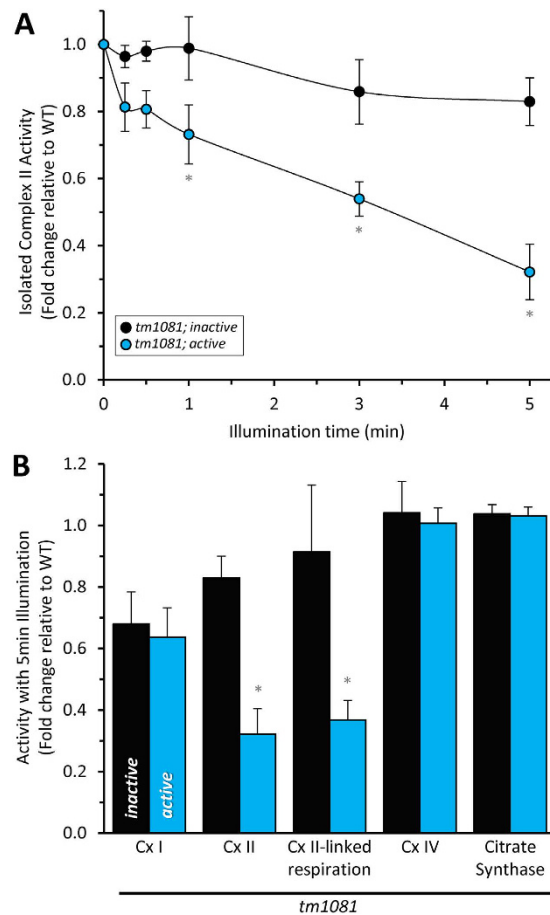 A
Isolated Complex II Activity
(Fold change relative to WT)
1.0
0.8
0.6
0.4
0.2
0.0
*
*
*
tm1081; inactive
tm1081; active
0 1 2 3 4 5
Illumination time (min)
B
Activity with 5min Illumination
(Fold change relative to WT)
1.2
1.0
0.8
0.6
0.4
0.2
0.0
*
*
inactive
active
Cx I
Cx II
Cx II-linked
respiration
Cx IV
Citrate
Synthase
tm1081